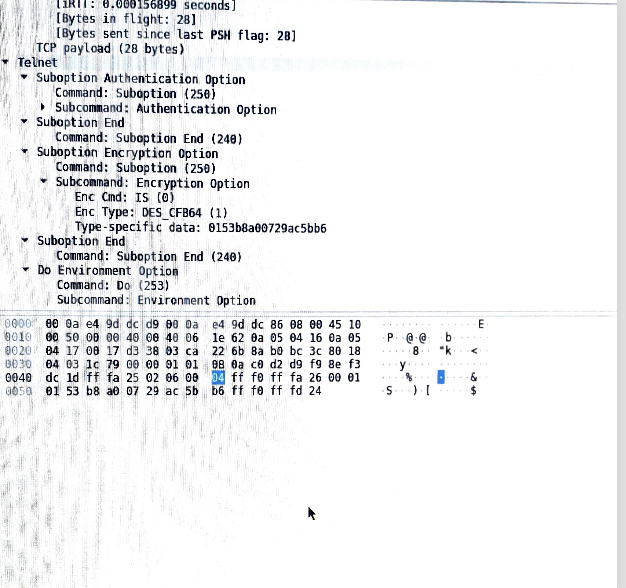 [iRTT: 0.000156899 seconds]
[Bytes in flight: 28]
[Bytes sent since last PSH flag: 28]
TCP payload (28 bytes)
Telnet
Suboption Authentication Option
Command: Suboption (250)
Subcommand: Authentication Option
Suboption End
Command: Suboption End (240)
Suboption Encryption Option
Command: Suboption (250)
Subcommand: Encryption Option
Enc Cmd: IS (0)
Enc Type: DES_CFB64 (1)
Type-specific data: 0153b8a00729ac5bb6
Suboption End
Command: Suboption End (240)
Do Environment Option
Command: Do (253)
Subcommand: Environment Option
0000 00 0a e4 9d dc d9 00 0a e4 9d dc 86 08 00 45 10 ··············E·
0010 00 50 00 00 40 00 40 06 1e 62 0a 05 04 16 0a 05 ·P··@·@··b······
0020 04 17 00 17 d3 38 03 ca 22 6b 8a b0 bc 3c 80 18 ·····8··"k···<··
0030 04 03 1c 79 00 00 01 01 08 0a c0 d2 d9 f9 8e f3 ···y············
0040 dc 1d ff fa 25 02 06 00 04 ff f0 ff fa 26 00 01 ····%········&··
0050 01 53 b8 a0 07 29 ac 5b b6 ff f0 ff fd 24 ·S···)·[·····$